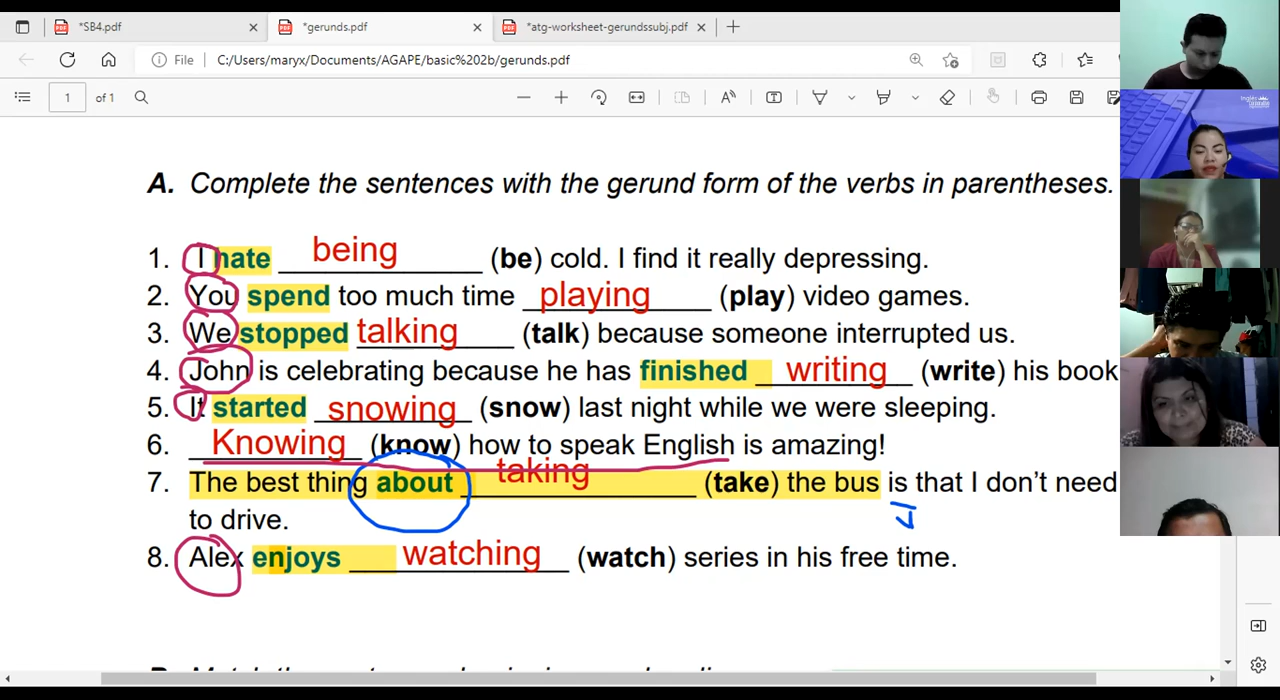 *SB4.pdf
*gerunds.pdf
*atg-worksheet-gerundssubj.pdf
File C:/Users/maryx/Documents/AGAPE/basic%202b/gerunds.pdf
1 of 1
A. Complete the sentences with the gerund form of the verbs in parentheses.
1. I hate being (be) cold. I find it really depressing.
2. You spend too much time playing (play) video games.
3. We stopped talking (talk) because someone interrupted us.
4. John is celebrating because he has finished writing (write) his book
5. It started snowing (snow) last night while we were sleeping.
6. Knowing (know) how to speak English is amazing!
7. The best thing about taking (take) the bus is that I don't need
to drive.
v
8. Alex enjoys watching (watch) series in his free time.